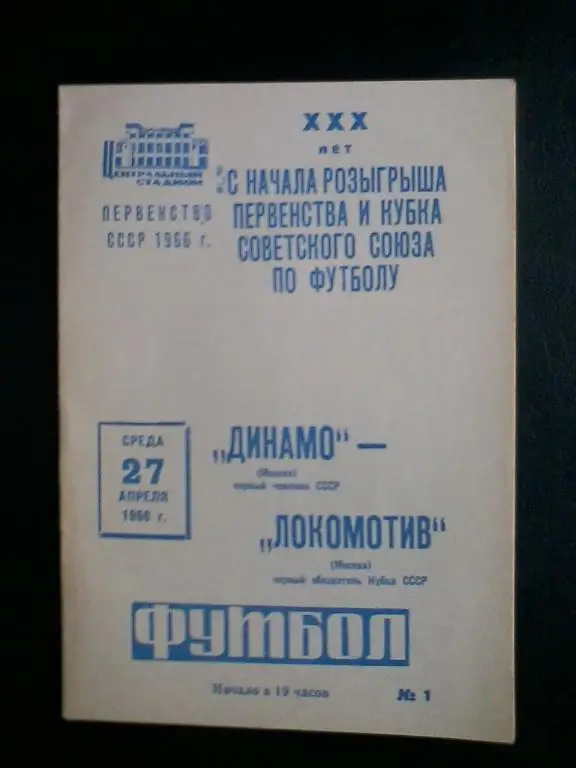 XXX
ЛЕТ
С НАЧАЛА РОЗЫГРЫША
ПЕРВЕНСТВА И КУБКА
СОВЕТСКОГО СОЮЗА
ПО ФУТБОЛУ
ЦЕНТРАЛЬНЫЙ
СТАДИОН
ПЕРВЕНСТВО
СССР 1966 г.
СРЕДА
27
АПРЕЛЯ
1966 г.
„ДИНАМО“ —
(Москва)
первый чемпион СССР
„ЛОКОМОТИВ“
(Москва)
первый обладатель Кубка СССР
ФУТБОЛ
Начало в 19 часов
№ 1